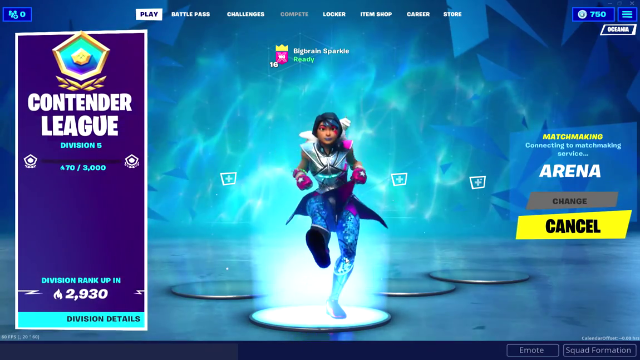 0
PLAY
BATTLE PASS
CHALLENGES
COMPETE
LOCKER
ITEM SHOP
CAREER
STORE
750
OCEANIA
CONTENDER
LEAGUE
DIVISION 5
470 / 3,000
DIVISION RANK UP IN
2,930
DIVISION DETAILS
Bigbrain Sparkle
Ready
16
MATCHMAKING
Connecting to matchmaking
service...
ARENA
CHANGE
CANCEL
Emote
Squad Formation